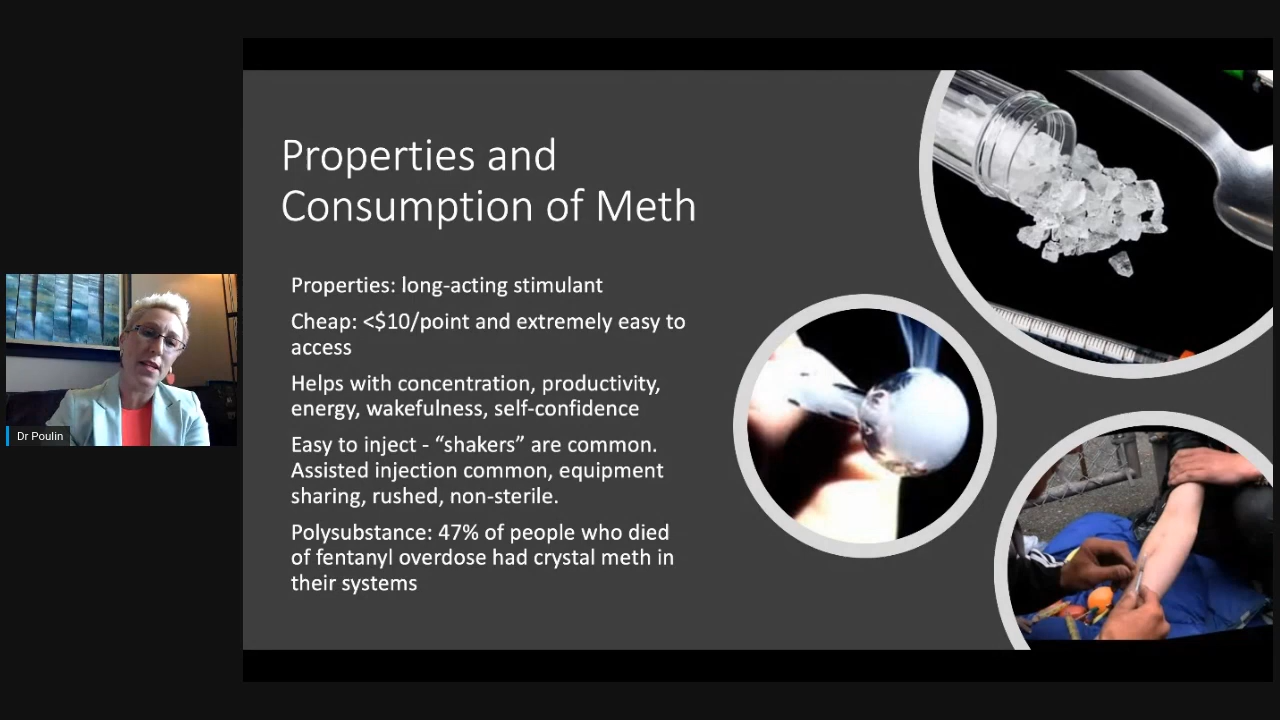 Properties and
Consumption of Meth
Properties: long-acting stimulant
Cheap: <$10/point and extremely easy to
access
Helps with concentration, productivity,
energy, wakefulness, self-confidence
Easy to inject - “shakers” are common.
Assisted injection common, equipment
sharing, rushed, non-sterile.
Polysubstance: 47% of people who died
of fentanyl overdose had crystal meth in
their systems
Dr Poulin